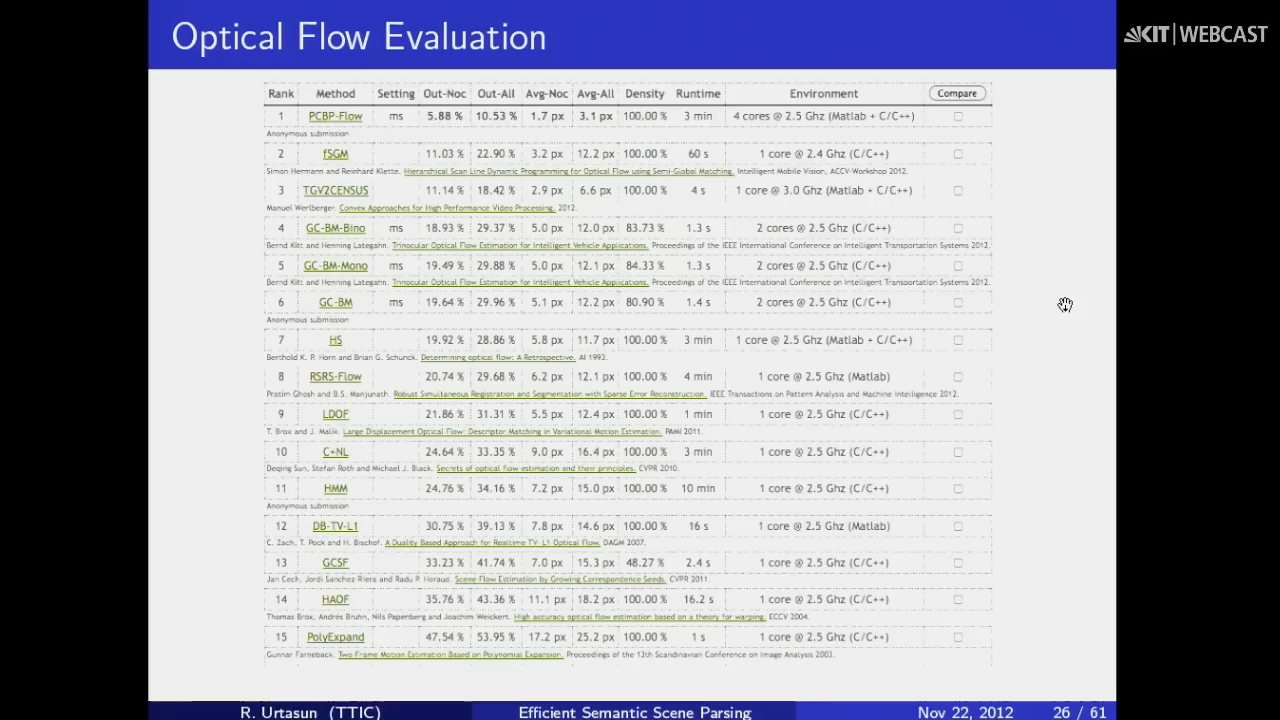 Optical Flow Evaluation
KIT | WEBCAST
Rank Method Setting Out-Noc Out-All Avg-Noc Avg-All Density Runtime Environment Compare
1 PCBP-Flow ms 5.88 % 10.53 % 1.7 px 3.1 px 100.00 % 3 min 4 cores @ 2.5 Ghz (Matlab + C/C++)
Anonymous submission
2 fSGM 11.03 % 22.90 % 3.2 px 12.2 px 100.00 % 60 s 1 core @ 2.4 Ghz (C/C++)
Simon Hermann and Reinhard Klette. Hierarchical Scan Line Dynamic Programming for Optical Flow using Semi-Global Matching. Intelligent Mobile Vision, ACCV-Workshop 2012.
3 TGV2CENSUS 11.14 % 18.42 % 2.9 px 6.6 px 100.00 % 4 s 1 core @ 3.0 Ghz (Matlab + C/C++)
Manuel Werlberger. Convex Approaches for High Performance Video Processing. 2012.
4 GC-BM-Bino ms 18.93 % 29.37 % 5.0 px 12.0 px 83.73 % 1.3 s 2 cores @ 2.5 Ghz (C/C++)
Bernd Kitt and Henning Lategahn. Trinocular Optical Flow Estimation for Intelligent Vehicle Applications. Proceedings of the IEEE International Conference on Intelligent Transportation Systems 2012.
5 GC-BM-Mono ms 19.49 % 29.88 % 5.0 px 12.1 px 84.33 % 1.3 s 2 cores @ 2.5 Ghz (C/C++)
Bernd Kitt and Henning Lategahn. Trinocular Optical Flow Estimation for Intelligent Vehicle Applications. Proceedings of the IEEE International Conference on Intelligent Transportation Systems 2012.
6 GC-BM ms 19.64 % 29.96 % 5.1 px 12.2 px 80.90 % 1.4 s 2 cores @ 2.5 Ghz (C/C++)
Anonymous submission
7 HS 19.92 % 28.86 % 5.8 px 11.7 px 100.00 % 3 min 1 core @ 2.5 Ghz (Matlab + C/C++)
Berthold K. P. Horn and Brian G. Schunck. Determining optical flow: A Retrospective. AI 1993.
8 RSRS-Flow 20.74 % 29.68 % 6.2 px 12.1 px 100.00 % 4 min 1 core @ 2.5 Ghz (Matlab)
Pratim Ghosh and B.S. Manjunath. Robust Simultaneous Registration and Segmentation with Sparse Error Reconstruction. IEEE Transactions on Pattern Analysis and Machine Intelligence 2012.
9 LDOF 21.86 % 31.31 % 5.5 px 12.4 px 100.00 % 1 min 1 core @ 2.5 Ghz (C/C++)
T. Brox and J. Malik. Large Displacement Optical Flow: Descriptor Matching in Variational Motion Estimation. PAMI 2011.
10 C+NL 24.64 % 33.35 % 9.0 px 16.4 px 100.00 % 3 min 1 core @ 2.5 Ghz (C/C++)
Deqing Sun, Stefan Roth and Michael J. Black. Secrets of optical flow estimation and their principles. CVPR 2010.
11 HMM 24.76 % 34.16 % 7.2 px 15.0 px 100.00 % 10 min 1 core @ 2.5 Ghz (C/C++)
Anonymous submission
12 DB-TV-L1 30.75 % 39.13 % 7.8 px 14.6 px 100.00 % 16 s 1 core @ 2.5 Ghz (Matlab)
C. Zach, T. Pock and H. Bischof. A Duality Based Approach for Realtime TV- L1 Optical Flow. DAGM 2007.
13 GCSF 33.23 % 41.74 % 7.0 px 15.3 px 48.27 % 2.4 s 1 core @ 2.5 Ghz (C/C++)
Jan Cech, Jordi Sanchez-Riera and Radu P. Horaud. Scene Flow Estimation by Growing Correspondence Seeds. CVPR 2011.
14 HAOF 35.76 % 43.36 % 11.1 px 18.2 px 100.00 % 16.2 s 1 core @ 2.5 Ghz (C/C++)
Thomas Brox, Andrés Bruhn, Nils Papenberg and Joachim Weickert. High accuracy optical flow estimation based on a theory for warping. ECCV 2004.
15 PolyExpand 47.54 % 53.95 % 17.2 px 25.2 px 100.00 % 1 s 1 core @ 2.5 Ghz (C/C++)
Gunnar Farneback. Two Frame Motion Estimation Based on Polynomial Expansion. Proceedings of the 13th Scandinavian Conference on Image Analysis 2003.
R. Urtasun (TTIC) Efficient Semantic Scene Parsing Nov 22, 2012 26 / 61